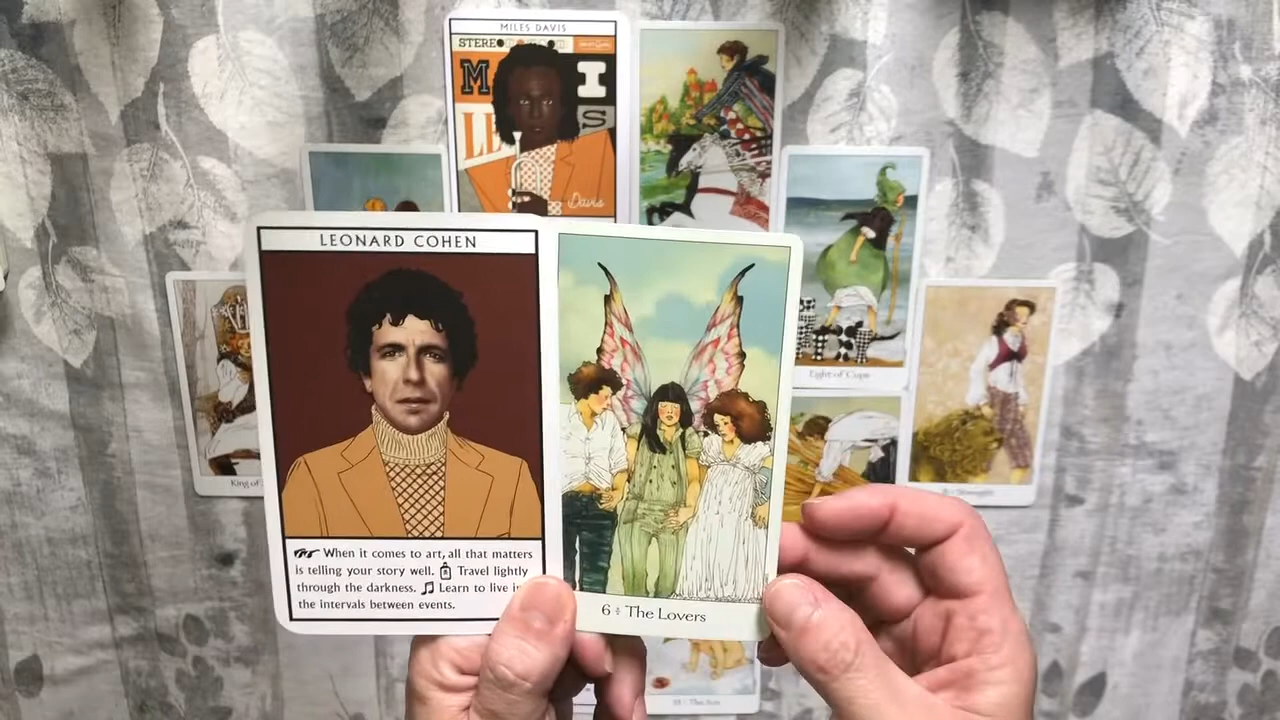 MILES DAVIS
STEREO
M I
LE S
Davis
LEONARD COHEN
When it comes to art, all that matters
is telling your story well. Travel lightly
through the darkness. Learn to live in
the intervals between events.
6 The Lovers
Eight of Cups
King of